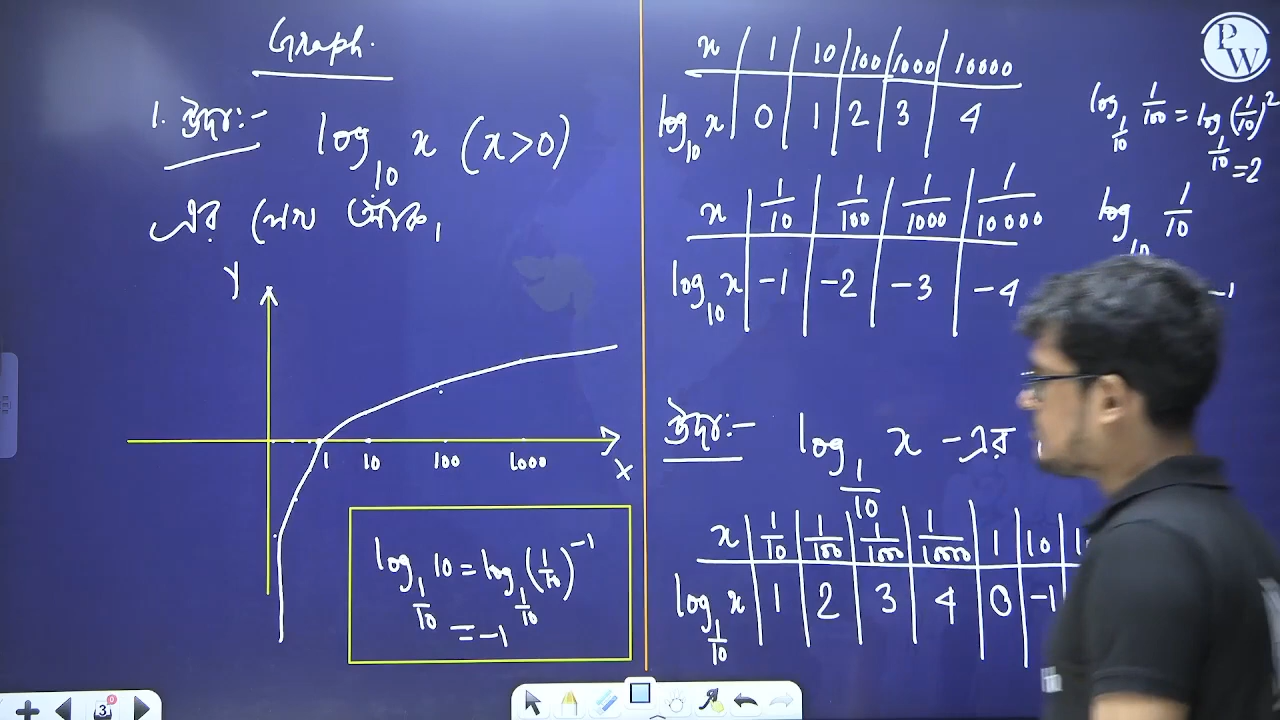 Graph.
1. উদাঃ- log₁₀ x (x>0)
এর লেখ আঁক।
Y
1 10 100 1000
X
log_{1/10} 10 = log_{1/10} (1/10)⁻¹
= -1
x | 1 | 10 | 100 | 1000 | 10000
log₁₀ x | 0 | 1 | 2 | 3 | 4
x | 1/10 | 1/100 | 1/1000 | 1/10000
log₁₀ x | -1 | -2 | -3 | -4
log_{1/10} 1/100 = log_{1/10} (1/10)²
= 2
log₁₀ 1/10
-1
উদাঃ- log_{1/10} x -এর
x | 1/10 | 1/100 | 1/1000 | 1/10000 | 1 | 10
log_{1/10} x | 1 | 2 | 3 | 4 | 0 | -1
PW
3